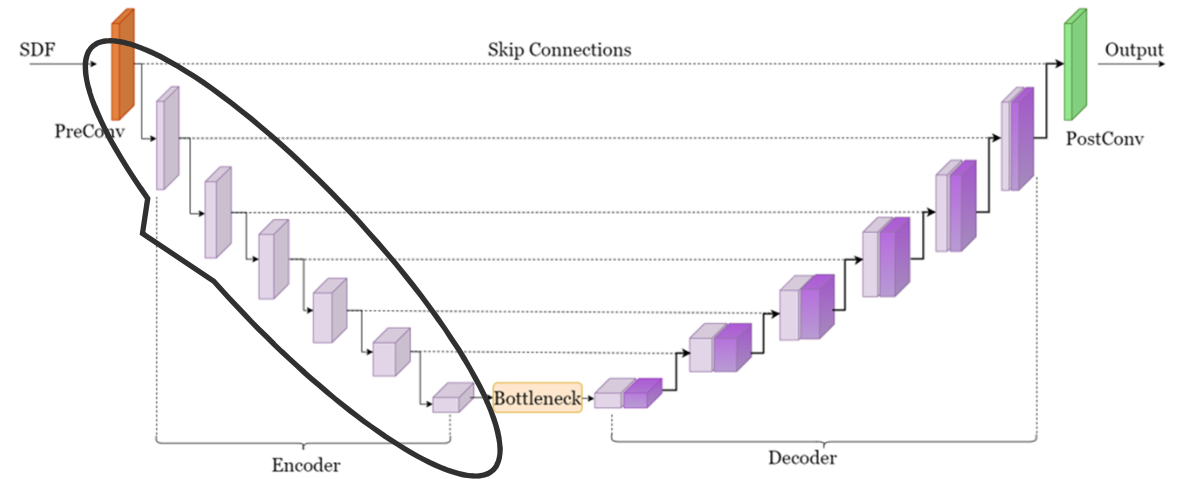 SDF
Skip Connections
Output
PreConv
PostConv
Bottleneck
Encoder
Decoder